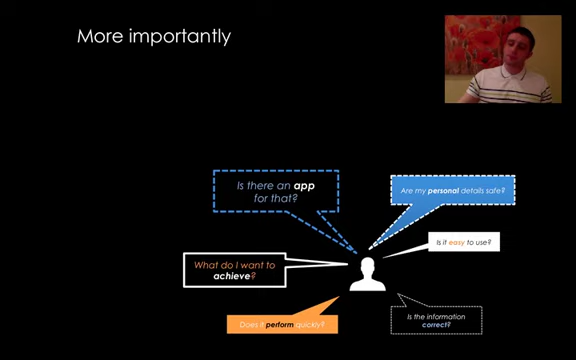 More importantly
Is there an app
for that?
Are my personal details safe?
Is it easy to use?
What do I want to
achieve?
Does it perform quickly?
Is the information
correct?